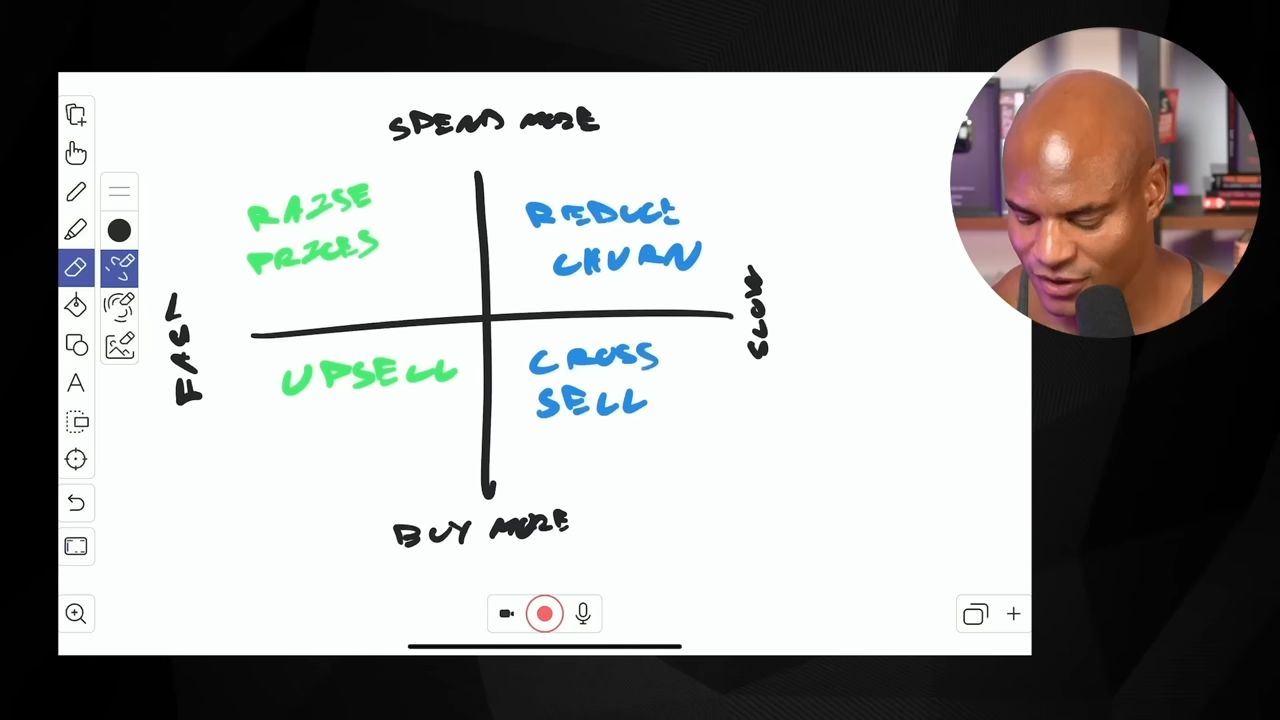 SPEND MORE
RAISE
PRICES
REDUCE
CHURN
FAST
SLOW
UPSELL
CROSS
SELL
BUY MORE
A